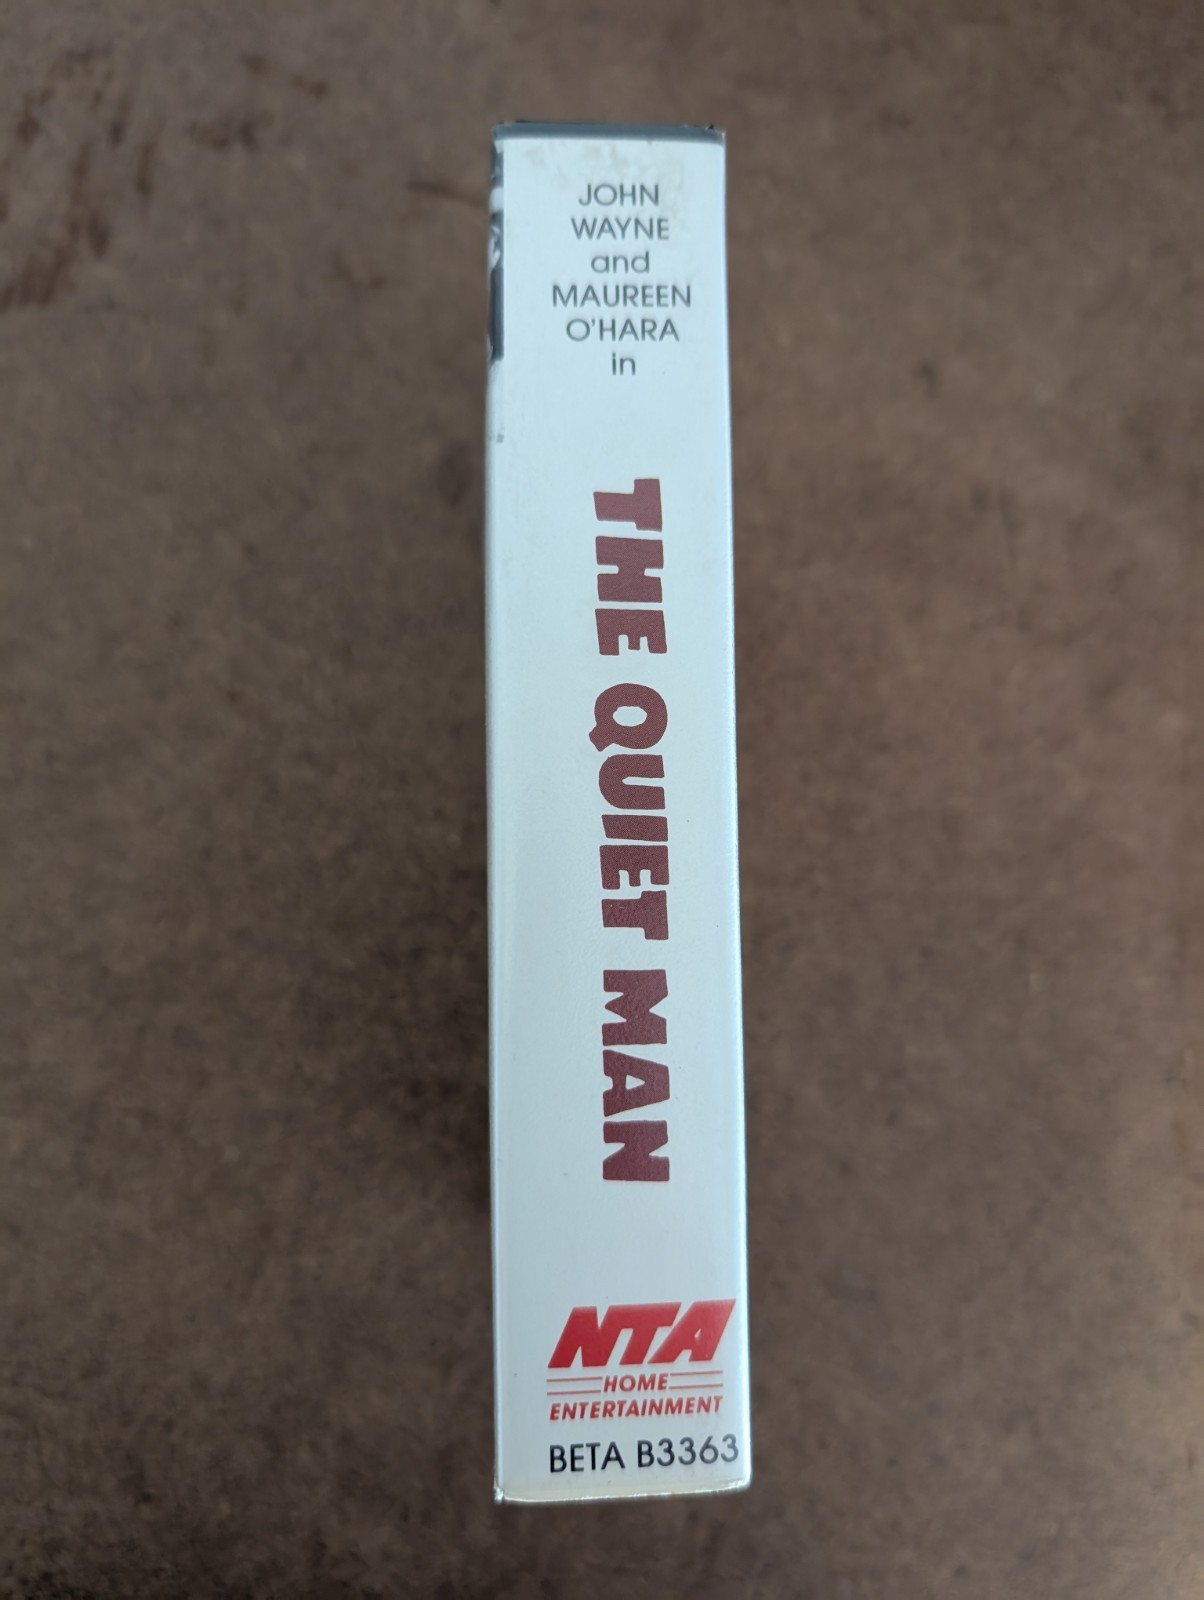 JOHN
WAYNE
and
MAUREEN
O'HARA
in
THE QUIET MAN
NTA
HOME
ENTERTAINMENT
BETA B3363